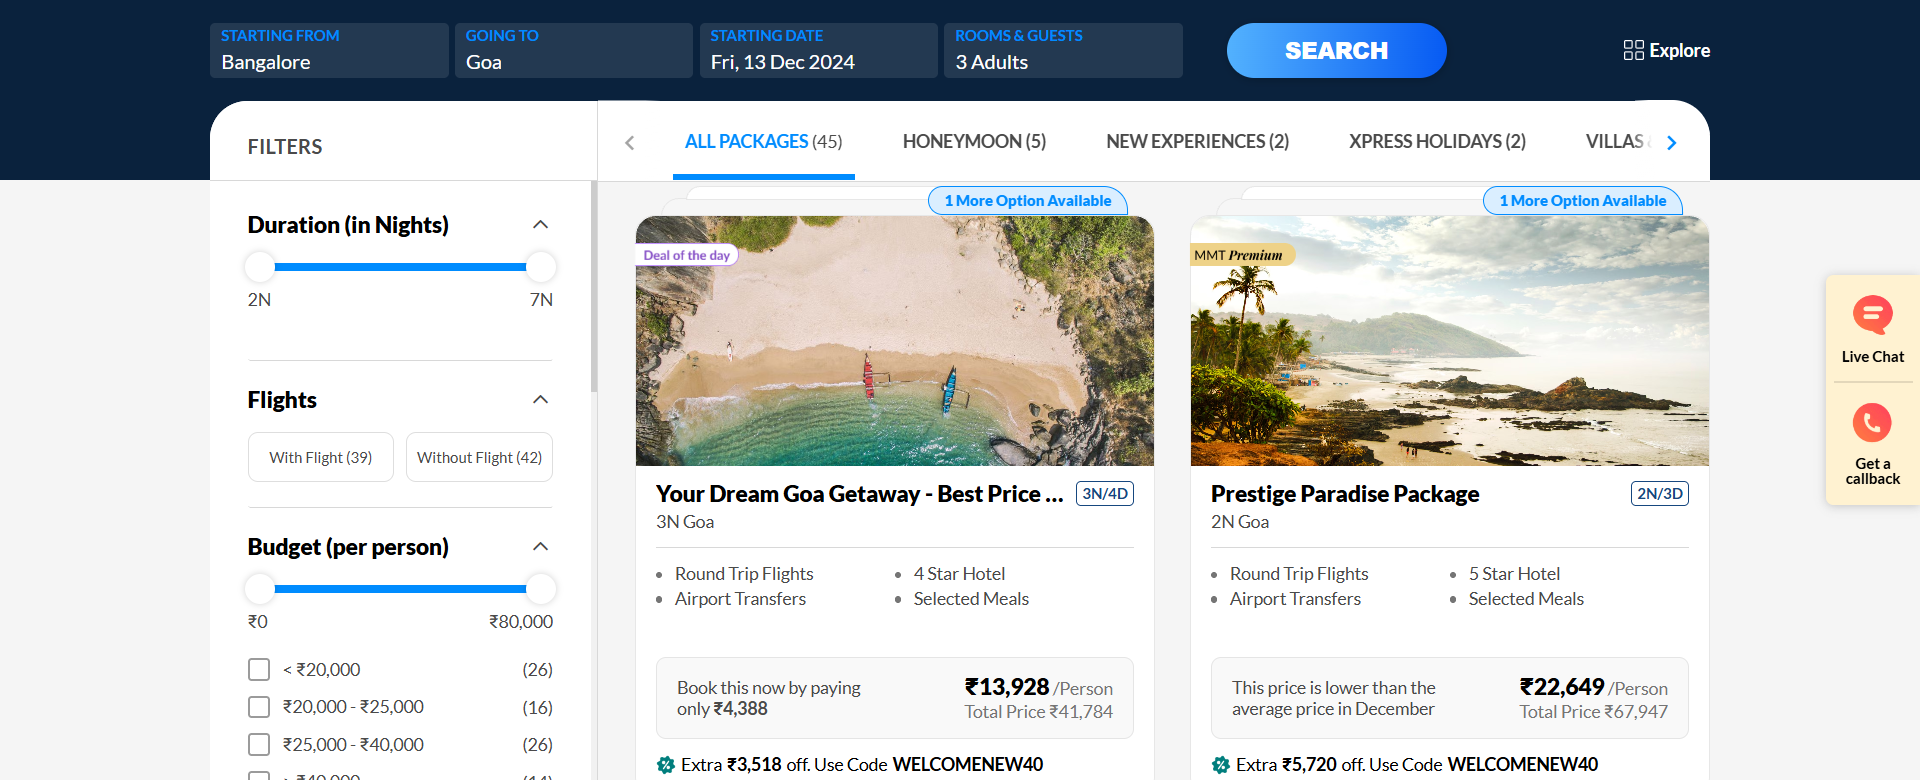 STARTING FROM
Bangalore
GOING TO
Goa
STARTING DATE
Fri, 13 Dec 2024
ROOMS & GUESTS
3 Adults
SEARCH
Explore
FILTERS
ALL PACKAGES (45)
HONEYMOON (5)
NEW EXPERIENCES (2)
XPRESS HOLIDAYS (2)
VILLAS
Duration (in Nights)
2N
7N
Flights
With Flight (39)
Without Flight (42)
Budget (per person)
₹0
₹80,000
< ₹20,000 (26)
₹20,000 - ₹25,000 (16)
₹25,000 - ₹40,000 (26)
1 More Option Available
Deal of the day
Your Dream Goa Getaway - Best Price ...
3N/4D
3N Goa
Round Trip Flights
4 Star Hotel
Airport Transfers
Selected Meals
Book this now by paying
only ₹4,388
₹13,928 /Person
Total Price ₹41,784
Extra ₹3,518 off. Use Code WELCOMENEW40
1 More Option Available
MMT Premium
Prestige Paradise Package
2N/3D
2N Goa
Round Trip Flights
5 Star Hotel
Airport Transfers
Selected Meals
This price is lower than the
average price in December
₹22,649 /Person
Total Price ₹67,947
Extra ₹5,720 off. Use Code WELCOMENEW40
Live Chat
Get a
callback